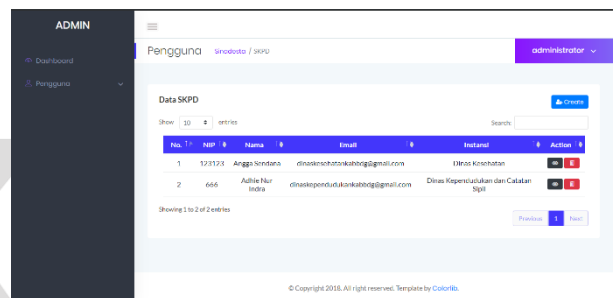 ADMIN
Pengguna Sinadesta / SKPD
administrator
Dashboard
Pengguna
Data SKPD
Create
Show 10 entries
Search:
No. NIP Nama Email Instansi Action
1 123123 Angga Sendana dinaskesehatankabbdg@gmail.com Dinas Kesehatan
2 666 Adhie Nur Indra dinaskependudukankabbdg@gmail.com Dinas Kependudukan dan Catatan Sipil
Showing 1 to 2 of 2 entries
Previous 1 Next
© Copyright 2018. All right reserved. Template by Colorlib.